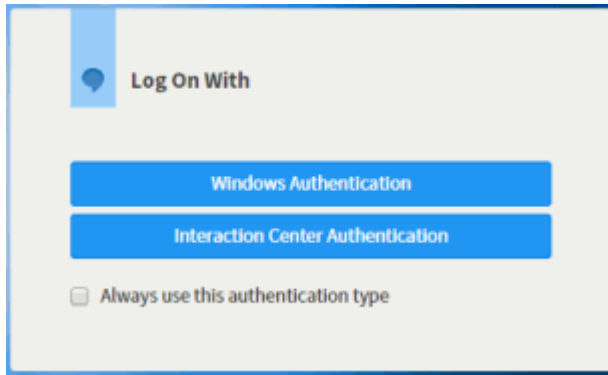 Log On With
Windows Authentication
Interaction Center Authentication
Always use this authentication type